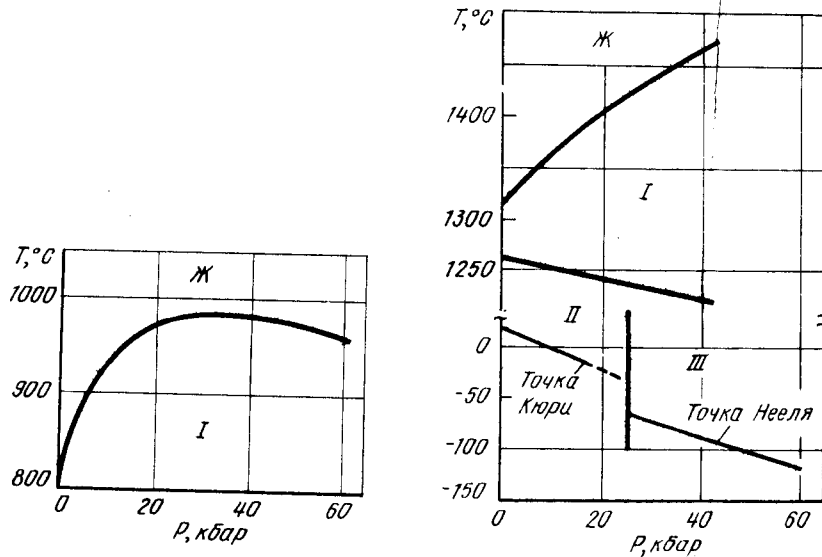 T,°C
Ж
1000
900
I
800
0
20
40
60
P, кбар
T,°C
Ж
1400
I
1300
1250
II
0
III
-50
Точка
Кюри
Точка Нееля
-100
-150
0
20
40
60
P, кбар